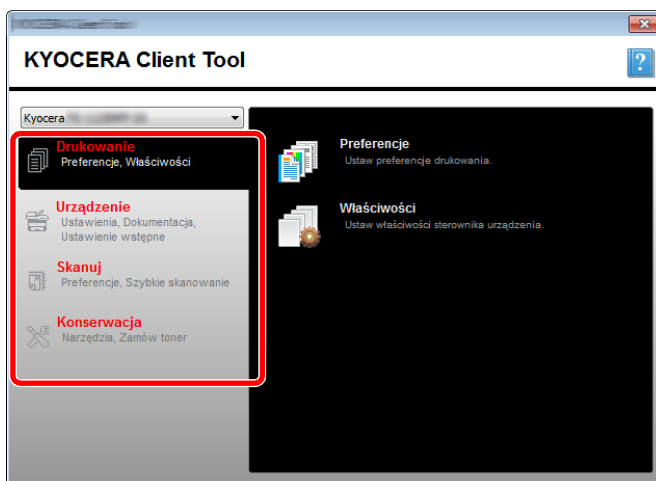 KYOCERA Client Tool
?
Kyocera
Drukowanie
Preferencje, Właściwości
Urządzenie
Ustawienia, Dokumentacja,
Ustawienie wstępne
Skanuj
Preferencje, Szybkie skanowanie
Konserwacja
Narzędzia, Zamów toner
Preferencje
Ustaw preferencje drukowania.
Właściwości
Ustaw właściwości sterownika urządzenia.